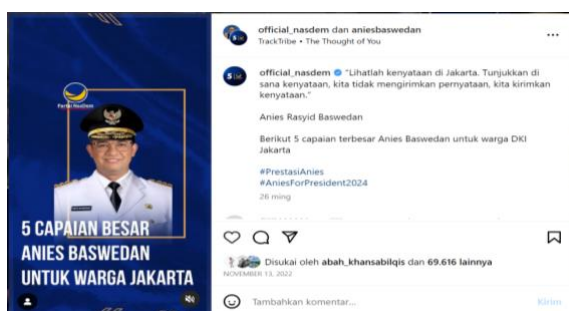 Partai NasDem
5 CAPAIAN BESAR
ANIES BASWEDAN
UNTUK WARGA JAKARTA
official_nasdem dan aniesbaswedan
TrackTribe • The Thought of You
official_nasdem "Lihatlah kenyataan di Jakarta. Tunjukkan di
sana kenyataan, kita tidak mengirimkan pernyataan, kita kirimkan
kenyataan."
Anies Rasyid Baswedan
Berikut 5 capaian terbesar Anies Baswedan untuk warga DKI
Jakarta
#PrestasiAnies
#AniesForPresident2024
26 ming
Disukai oleh abah_khansabilqis dan 69.616 lainnya
NOVEMBER 13, 2022
Tambahkan komentar...
Kirim